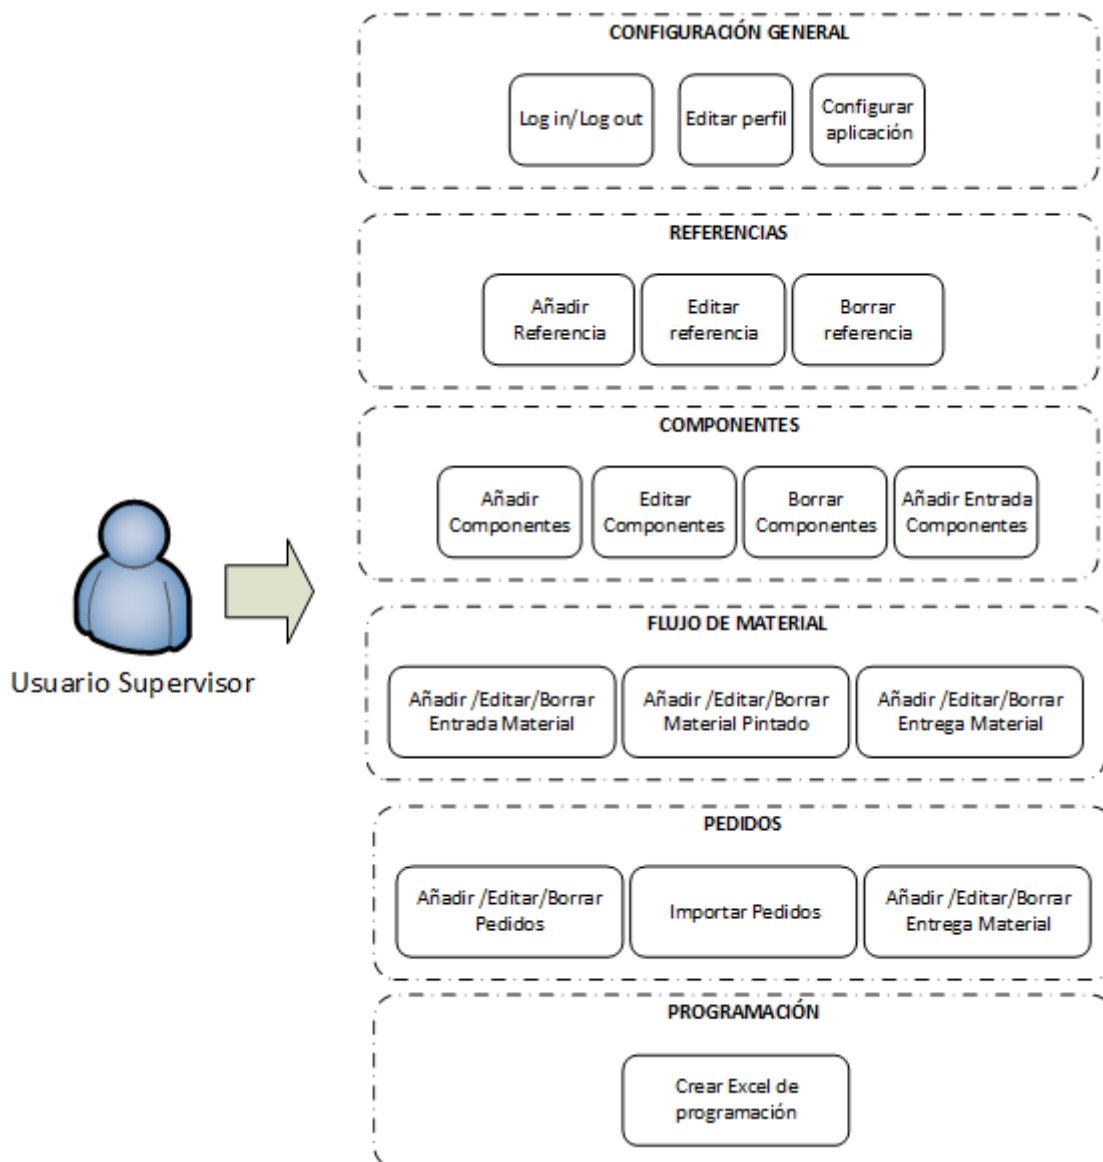 CONFIGURACIÓN GENERAL
Log in/Log out
Editar perfil
Configurar
aplicación
REFERENCIAS
Añadir
Referencia
Editar
referencia
Borrar
referencia
COMPONENTES
Añadir
Componentes
Editar
Componentes
Borrar
Componentes
Añadir Entrada
Componentes
Usuario Supervisor
FLUJO DE MATERIAL
Añadir /Editar/Borrar
Entrada Material
Añadir /Editar/Borrar
Material Pintado
Añadir /Editar/Borrar
Entrega Material
PEDIDOS
Añadir /Editar/Borrar
Pedidos
Importar Pedidos
Añadir /Editar/Borrar
Entrega Material
PROGRAMACIÓN
Crear Excel de
programación